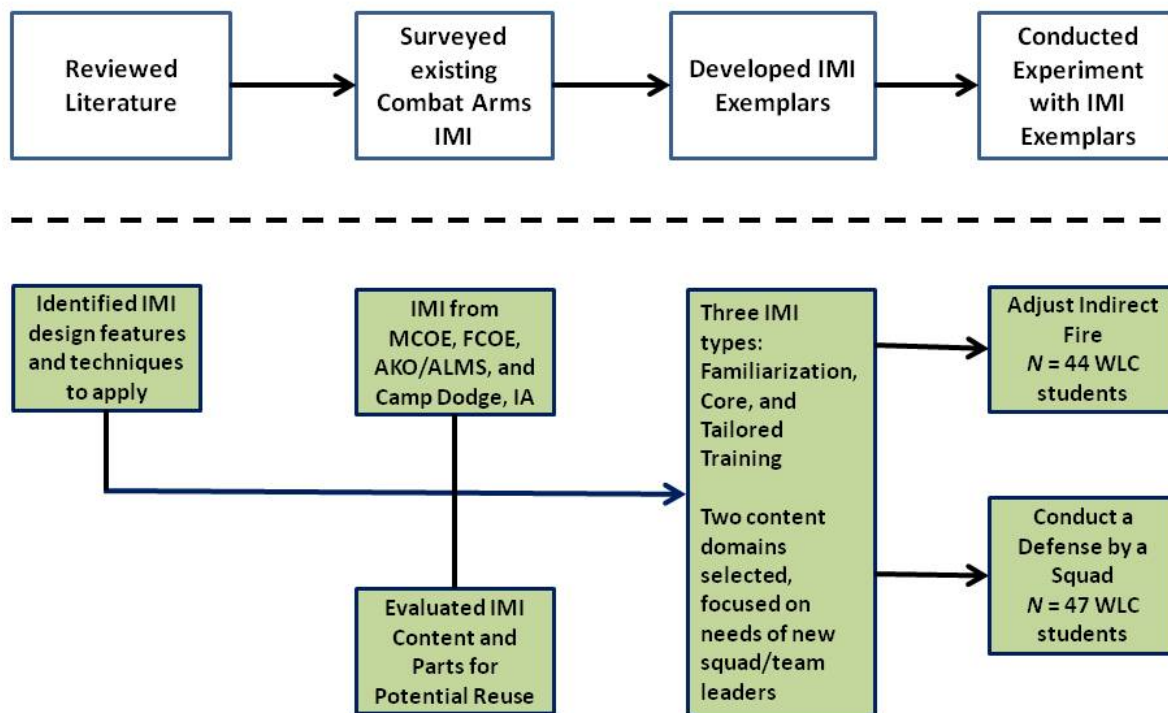 Reviewed
Literature
Surveyed
existing
Combat Arms
IMI
Developed IMI
Exemplars
Conducted
Experiment
with IMI
Exemplars
Identified IMI
design features
and techniques
to apply
IMI from
MCOE, FCOE,
AKO/ALMS, and
Camp Dodge, IA
Evaluated IMI
Content and
Parts for
Potential Reuse
Three IMI
types:
Familiarization,
Core, and
Tailored
Training
Two content
domains
selected,
focused on
needs of new
squad/team
leaders
Adjust Indirect
Fire
N = 44 WLC
students
Conduct a
Defense by a
Squad
N = 47 WLC
students